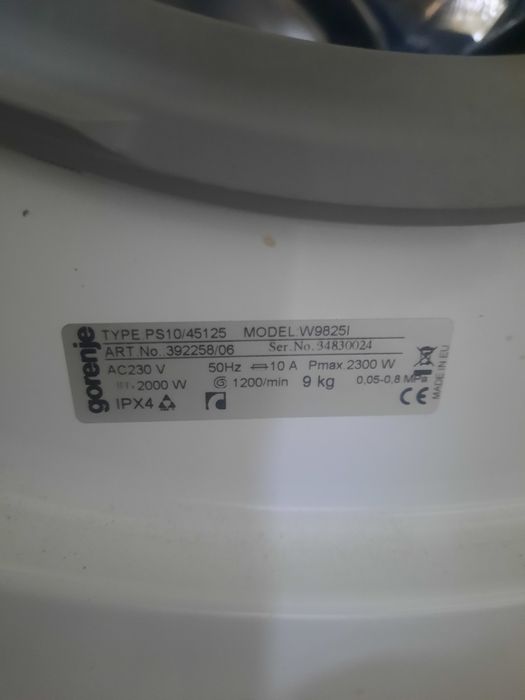 gorenje
TYPE PS10/45125 MODEL W9825I
ART.No. 392258/06 Ser.No. 34830024
AC230 V 50Hz 10 A Pmax 2300 W
2000 W 1200/min 9 kg 0,05-0,8 MPa
IPX4 CE
MADE IN EU